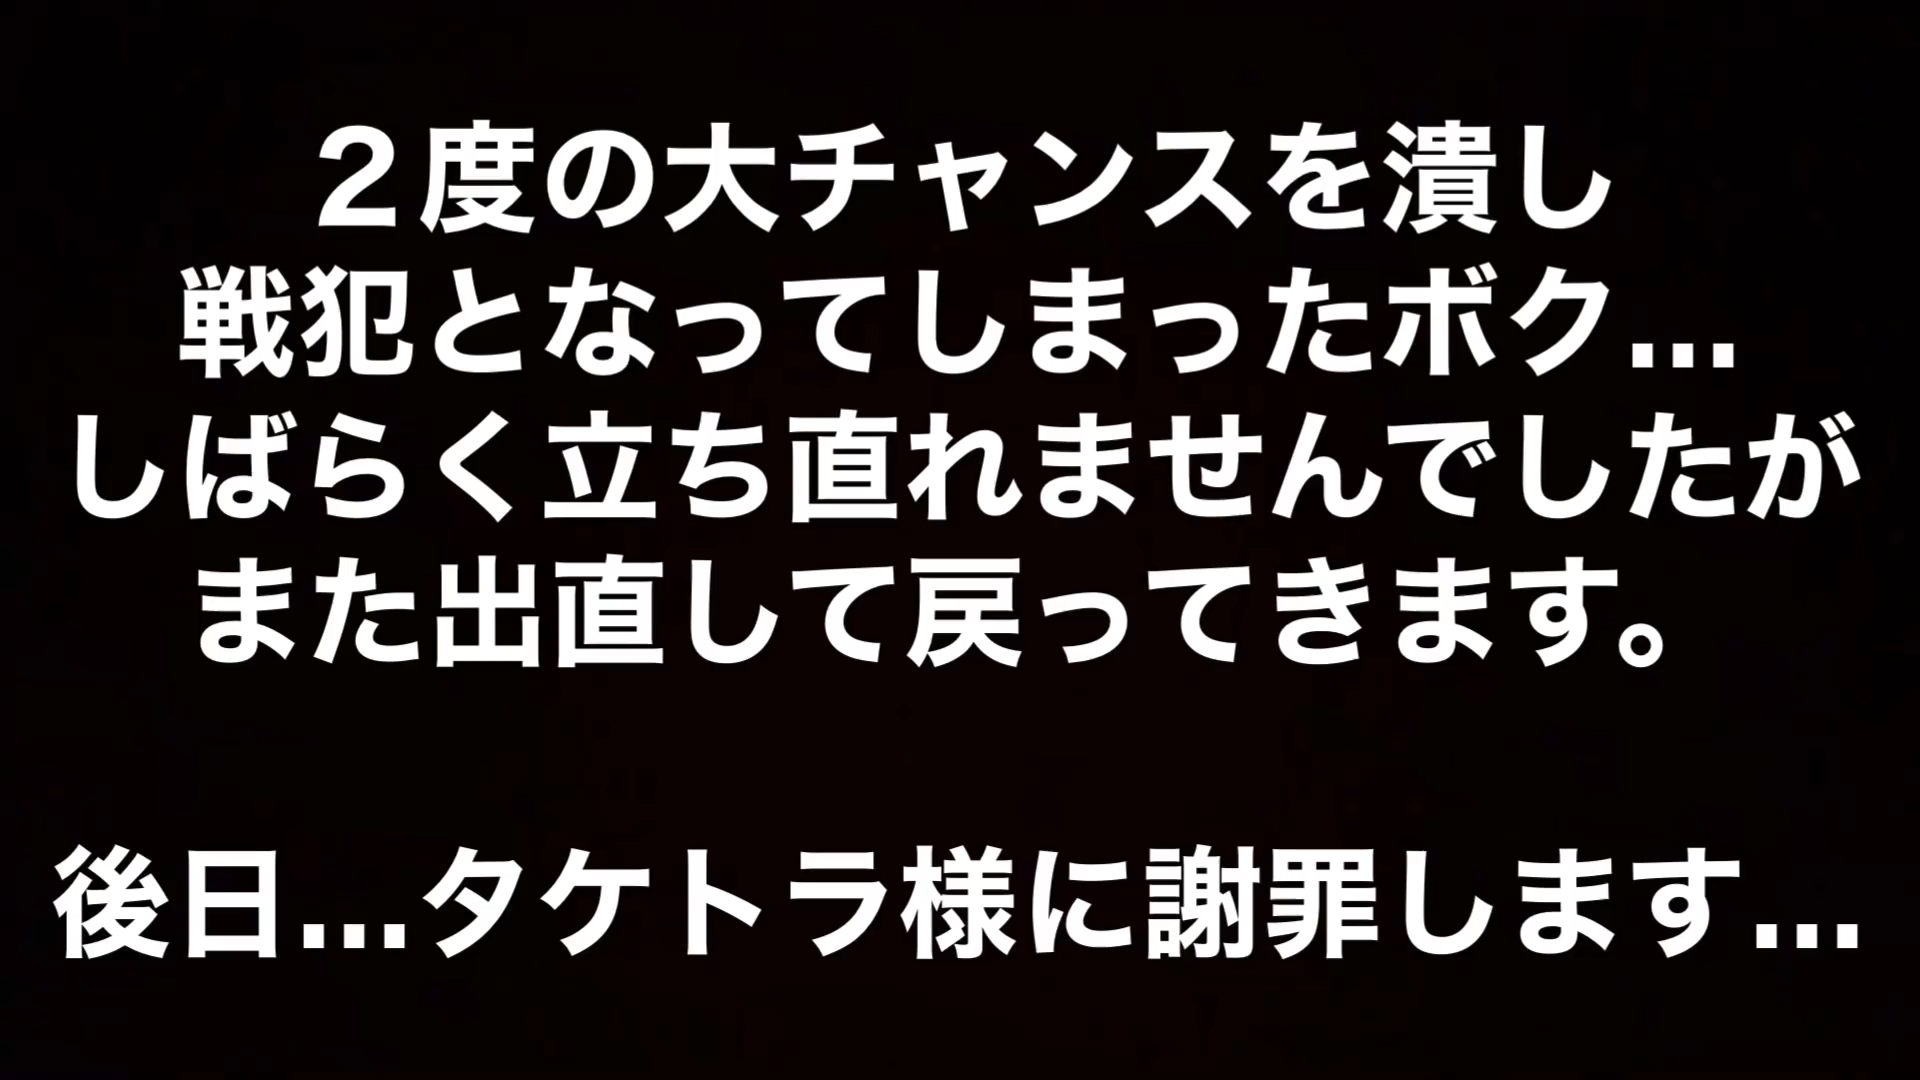 ２度の大チャンスを潰し
戦犯となってしまったボク...
しばらく立ち直れませんでしたが
また出直して戻ってきます。
後日...タケトラ様に謝罪します...